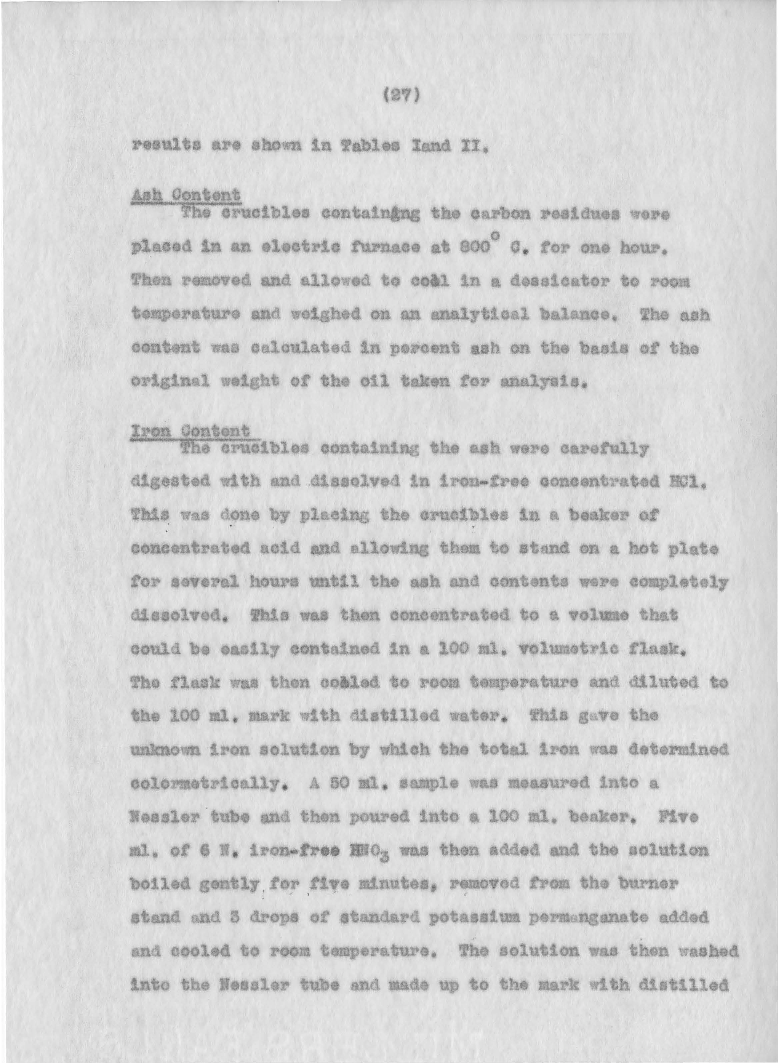 (27)
results are shown in Tables Iand II.
Ash Content
The crucibles containing the carbon residues were
placed in an electric furnace at 800° C. for one hour.
Then removed and allowed to cool in a dessicator to room
temperature and weighed on an analytical balance. The ash
content was calculated in percent ash on the basis of the
original weight of the oil taken for analysis.
Iron Content
The crucibles containing the ash were carefully
digested with and dissolved in iron-free concentrated HCl.
This was done by placing the crucibles in a beaker of
concentrated acid and allowing them to stand on a hot plate
for several hours until the ash and contents were completely
dissolved. This was then concentrated to a volume that
could be easily contained in a 100 ml. volumetric flask.
The flask was then cooled to room temperature and diluted to
the 100 ml. mark with distilled water. This gave the
unknown iron solution by which the total iron was determined
colormetrically. A 50 ml. sample was measured into a
Nessler tube and then poured into a 100 ml. beaker. Five
ml. of 6 N. iron-free HNO₃ was then added and the solution
boiled gently for five minutes, removed from the burner
stand and 3 drops of standard potassium permanganate added
and cooled to room temperature. The solution was then washed
into the Nessler tube and made up to the mark with distilled